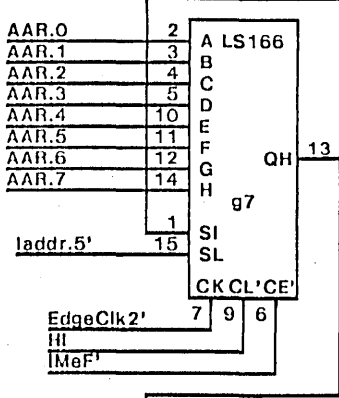 AAR.0 2 A LS166
AAR.1 3 B
AAR.2 4 C
AAR.3 5 D
AAR.4 10 E
AAR.5 11 F
AAR.6 12 G QH 13
AAR.7 14 H
g7
1 SI
Iaddr.5' 15 SL
CK CL' CE'
EdgeClk2' 7 9 6
HI
IMeF'